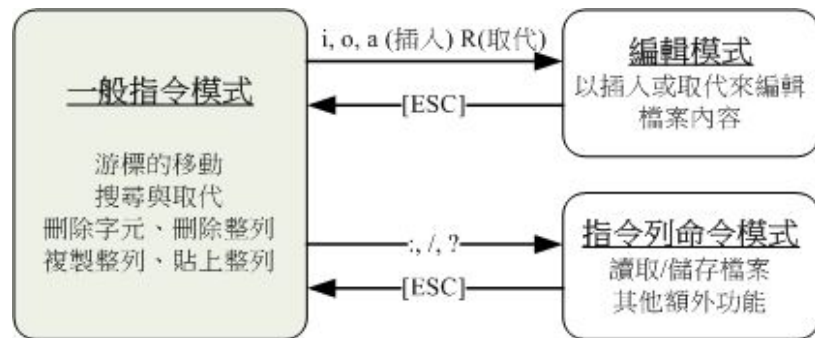 一般指令模式
游標的移動
搜尋與取代
刪除字元、刪除整列
複製整列、貼上整列
i, o, a (插入) R(取代)
[ESC]
:, /, ?
[ESC]
編輯模式
以插入或取代來編輯
檔案內容
指令列命令模式
讀取/儲存檔案
其他額外功能